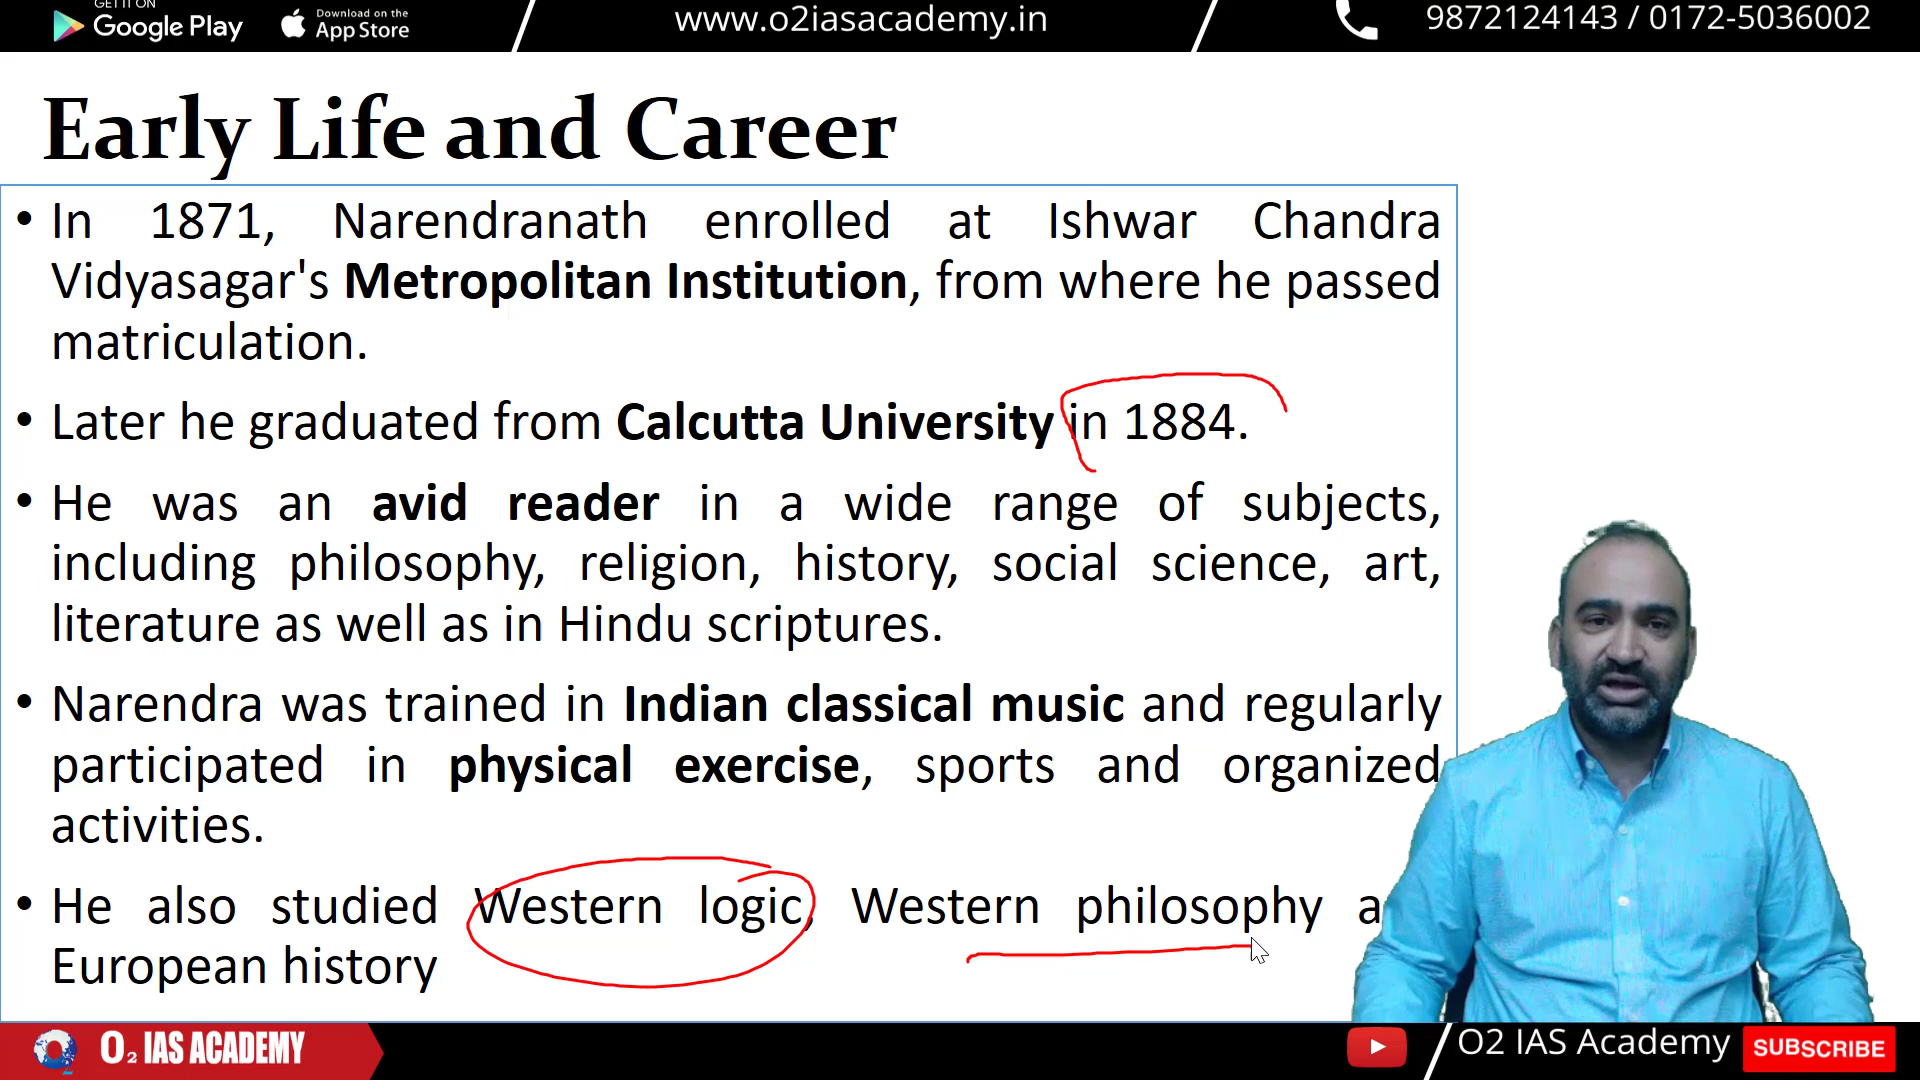 GET IT ON
Google Play
Download on the
App Store
www.o2iasacademy.in
9872124143 / 0172-5036002
Early Life and Career
• In 1871, Narendranath enrolled at Ishwar Chandra
Vidyasagar's Metropolitan Institution, from where he passed
matriculation.
• Later he graduated from Calcutta University in 1884.
• He was an avid reader in a wide range of subjects,
including philosophy, religion, history, social science, art,
literature as well as in Hindu scriptures.
• Narendra was trained in Indian classical music and regularly
participated in physical exercise, sports and organized
activities.
• He also studied Western logic, Western philosophy
European history
O2 IAS ACADEMY
O2 IAS Academy
SUBSCRIBE